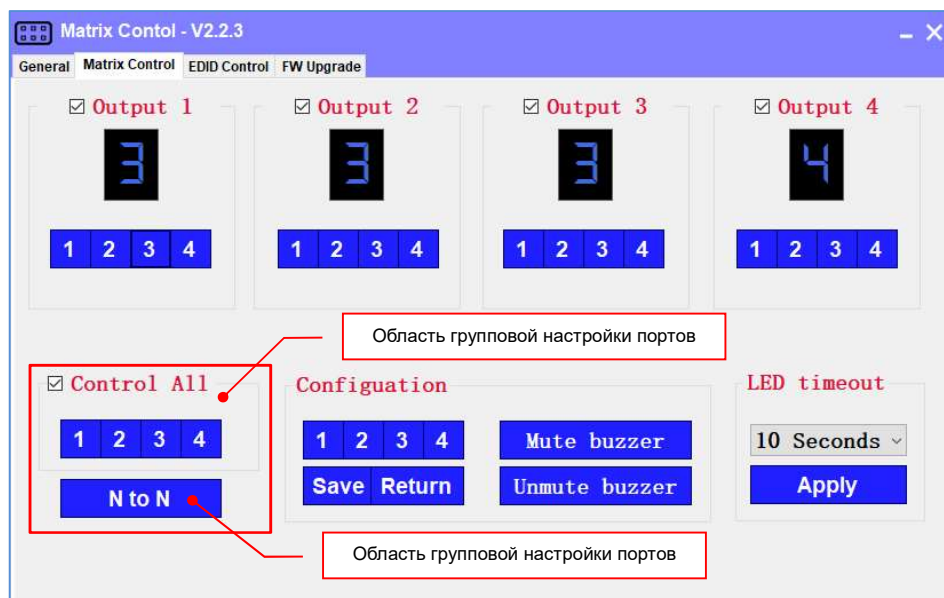 Matrix Contol - V2.2.3
General Matrix Control EDID Control FW Upgrade
Output 1 Output 2 Output 3 Output 4
3 3 3 4
1 2 3 4 1 2 3 4 1 2 3 4 1 2 3 4
Область групповой настройки портов
Control All
1 2 3 4
N to N
Configuation
1 2 3 4 Mute buzzer
Save Return Unmute buzzer
LED timeout
10 Seconds
Apply
Область групповой настройки портов